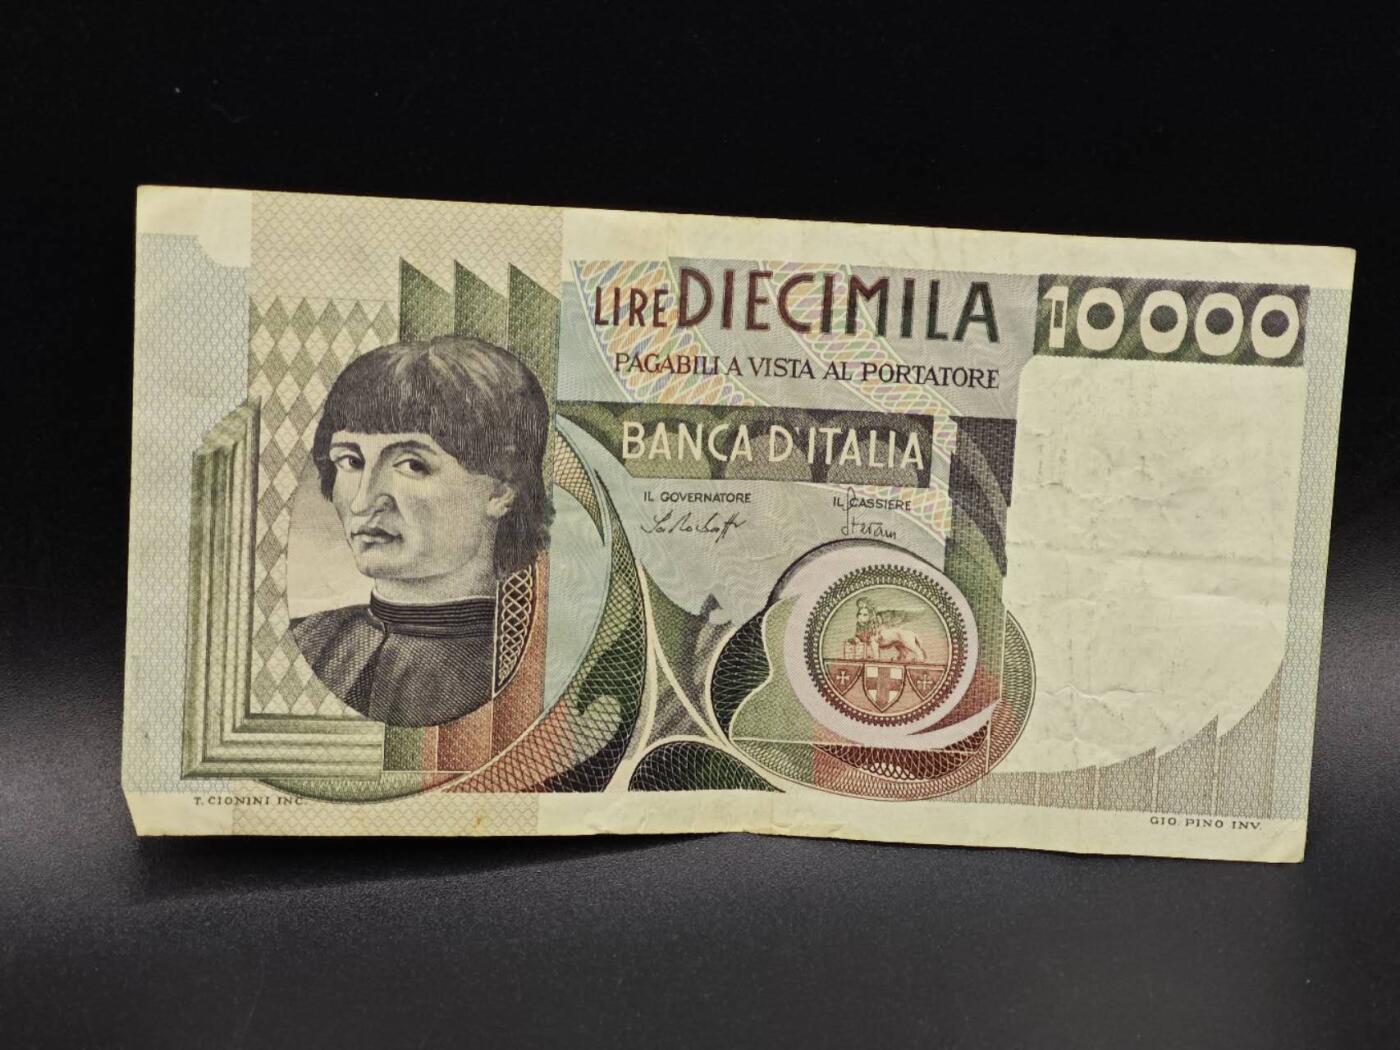 LIRE DIECIMILA
10000
PAGABILI A VISTA AL PORTATORE
BANCA D'ITALIA
IL GOVERNATORE
IL CASSIERE
T. CIONINI INC.
GIO. PINO INV.